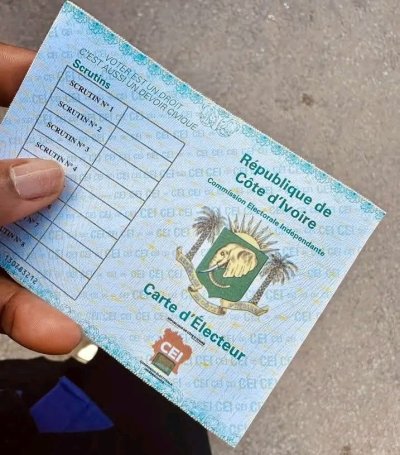 VOTER EST UN DROIT,
C'EST AUSSI UN DEVOIR CIVIQUE
Scrutins
SCRUTIN N° 1
SCRUTIN N° 2
SCRUTIN N° 3
SCRUTIN N° 4
République de
Côte d'Ivoire
Commission Electorale Indépendante
Carte d'Électeur
CEI